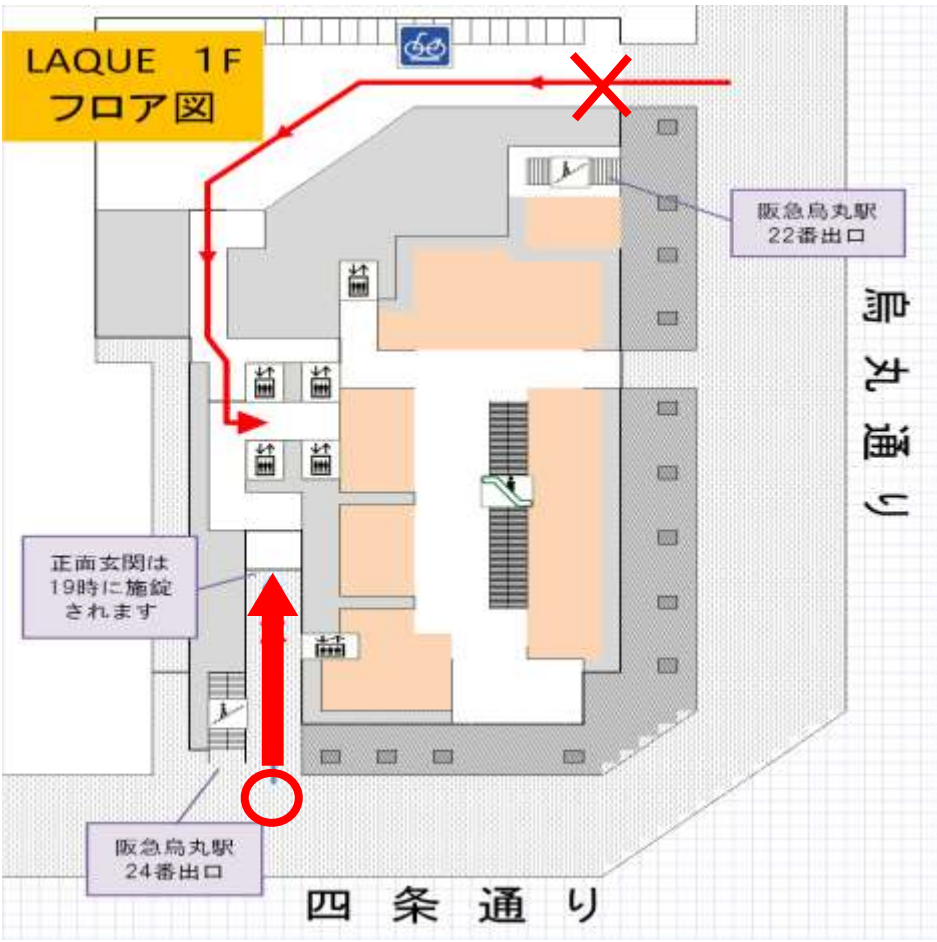 LAQUE 1F
フロア図
阪急烏丸駅
22番出口
烏丸通り
正面玄関は
19時に施錠
されます
阪急烏丸駅
24番出口
四条通り